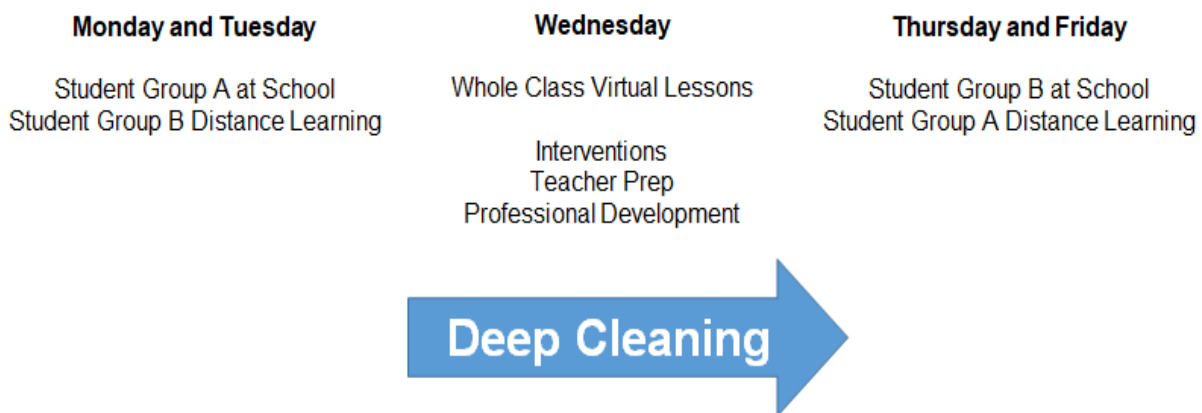 Monday and Tuesday
Student Group A at School
Student Group B Distance Learning
Wednesday
Whole Class Virtual Lessons
Interventions
Teacher Prep
Professional Development
Thursday and Friday
Student Group B at School
Student Group A Distance Learning
Deep Cleaning